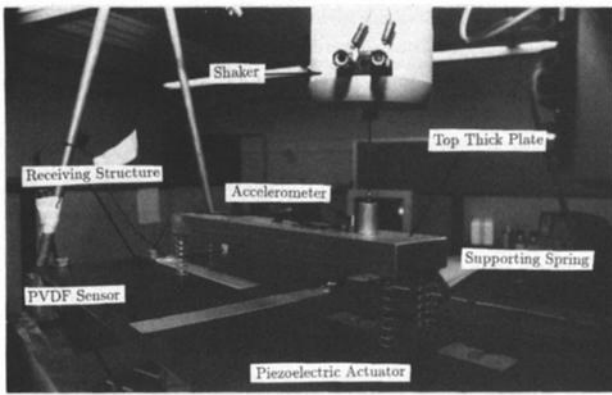 Shaker
Top Thick Plate
Receiving Structure
Accelerometer
Supporting Spring
PVDF Sensor
Piezoelectric Actuator